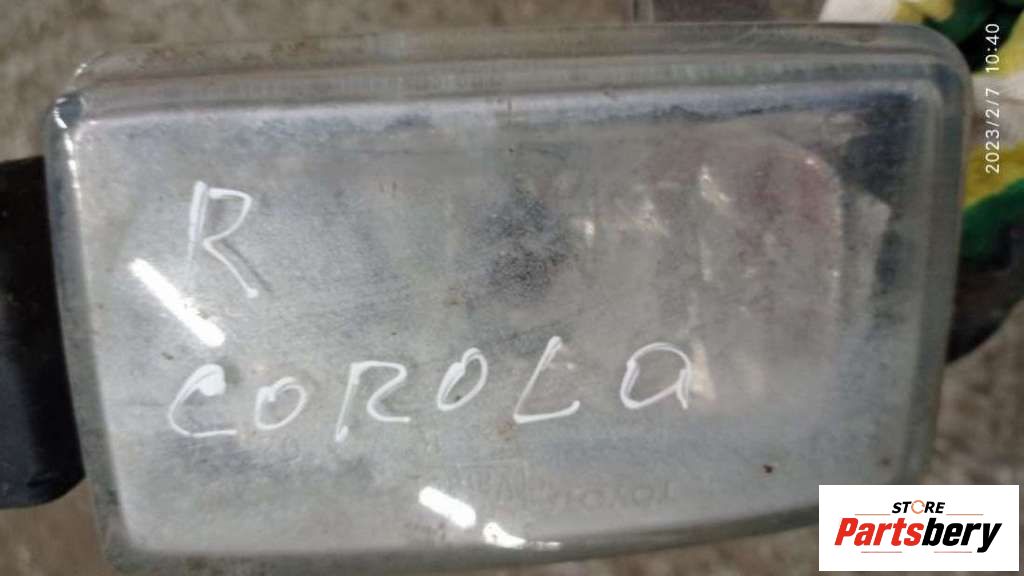 R
COROLa
2023/2/7 10:40
STORE
Partsbery